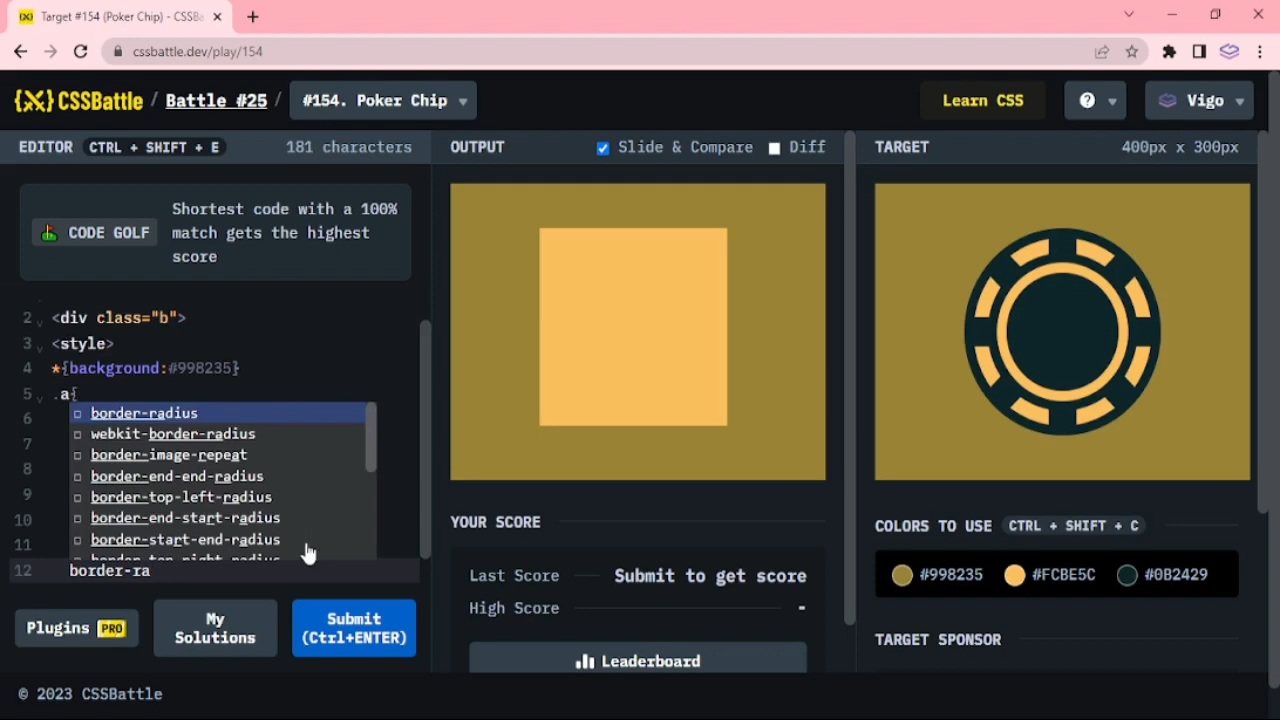 Target #154 (Poker Chip) - CSSBa
cssbattle.dev/play/154
{X} CSSBattle / Battle #25 / #154. Poker Chip
Learn CSS
?
Vigo
EDITOR CTRL + SHIFT + E 181 characters
OUTPUT Slide & Compare Diff
TARGET 400px x 300px
CODE GOLF
Shortest code with a 100%
match gets the highest
score
2 <div class="b">
3 <style>
4 *{background:#998235}
5 .a{
6
7
8
9
10
11
12 border-ra
border-radius
webkit-border-radius
border-image-repeat
border-end-end-radius
border-top-left-radius
border-end-start-radius
border-start-end-radius
border-top-right-radius
Plugins PRO
My
Solutions
Submit
(Ctrl+ENTER)
YOUR SCORE
Last Score Submit to get score
High Score -
Leaderboard
COLORS TO USE CTRL + SHIFT + C
#998235 #FCBE5C #0B2429
TARGET SPONSOR
© 2023 CSSBattle